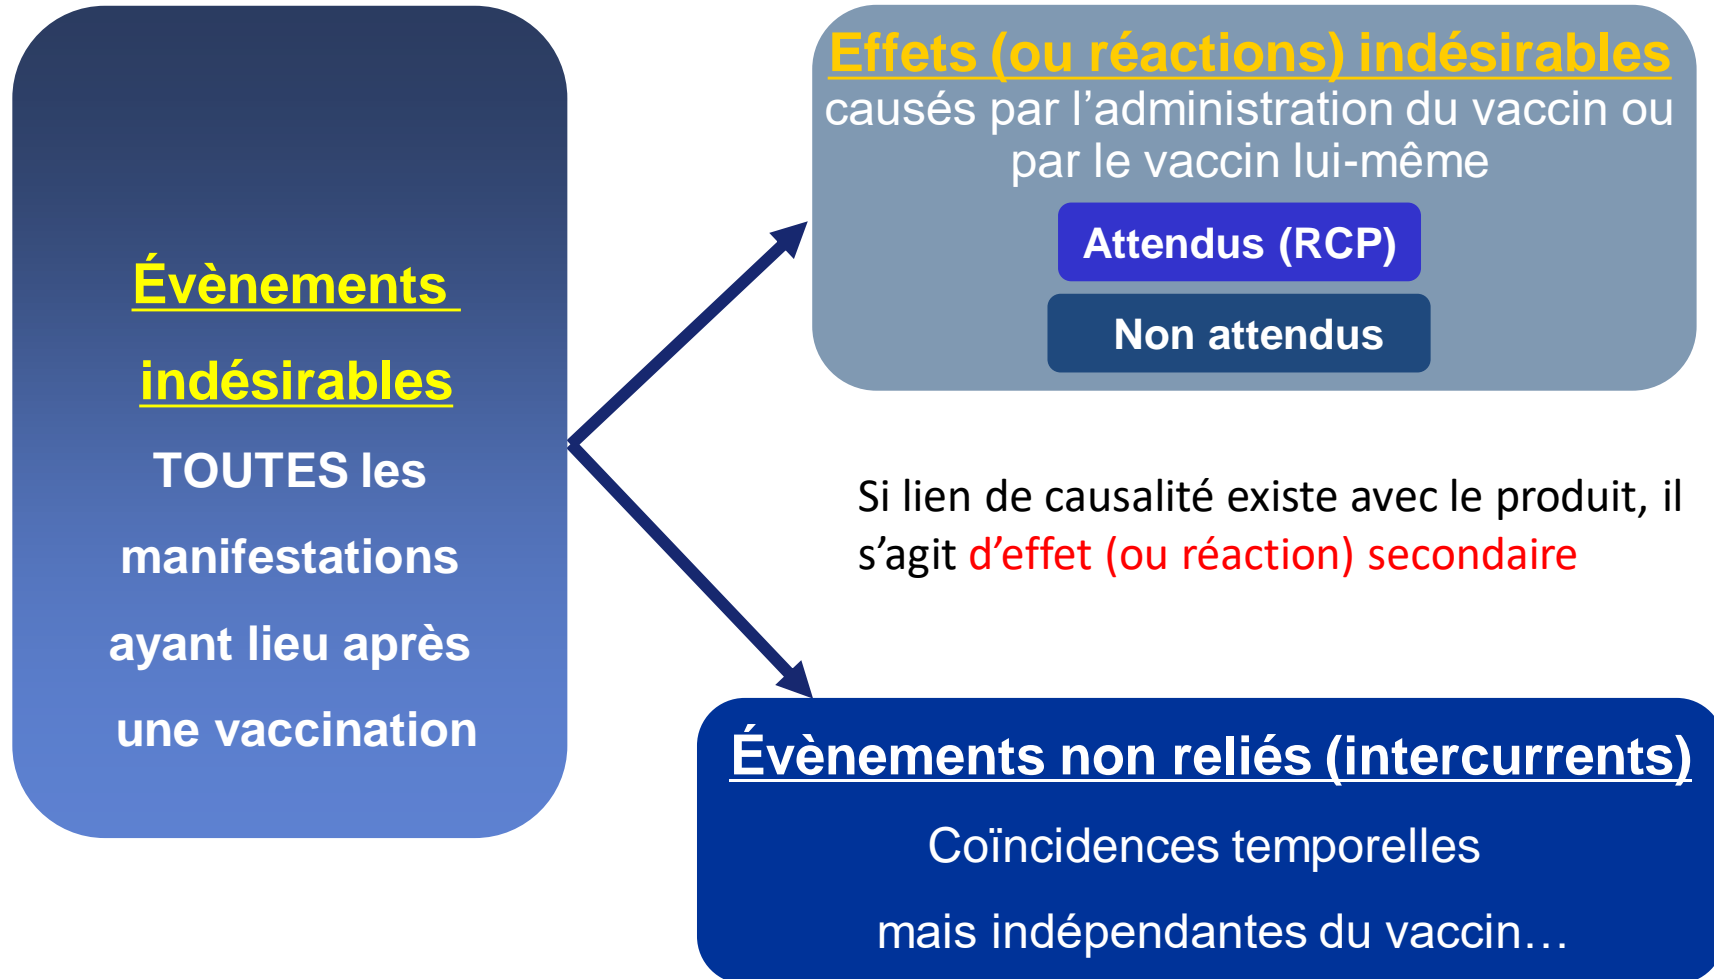 Évènements
indésirables
TOUTES les
manifestations
ayant lieu après
une vaccination
Effets (ou réactions) indésirables
causés par l’administration du vaccin ou
par le vaccin lui-même
Attendus (RCP)
Non attendus
Si lien de causalité existe avec le produit, il
s’agit d’effet (ou réaction) secondaire
Évènements non reliés (intercurrents)
Coïncidences temporelles
mais indépendantes du vaccin…